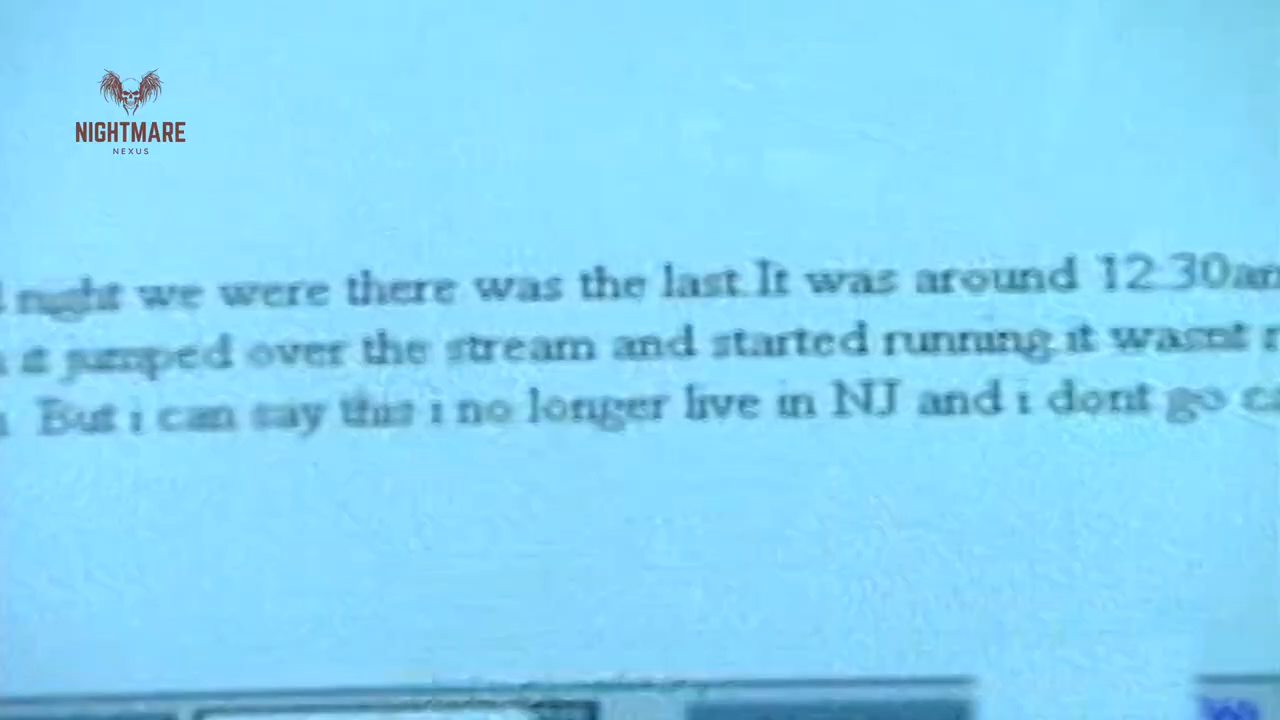 NIGHTMARE
NEXUS
night we were there was the last.It was around 12:30am
it jumped over the stream and started running.it wasnt
But i can say this i no longer live in NJ and i dont go